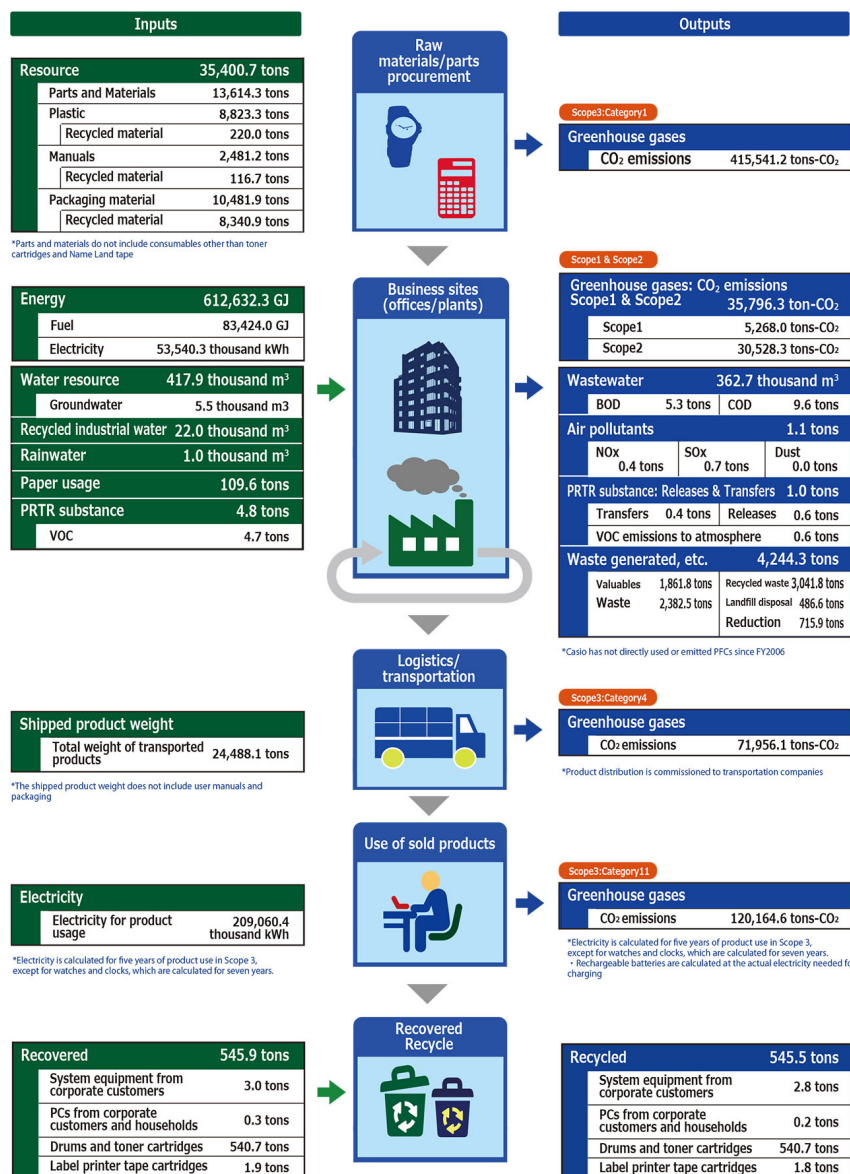 Inputs
Outputs
Raw
materials/parts
procurement
Resource 35,400.7 tons
Parts and Materials 13,614.3 tons
Plastic 8,823.3 tons
Recycled material 220.0 tons
Manuals 2,481.2 tons
Recycled material 116.7 tons
Packaging material 10,481.9 tons
Recycled material 8,340.9 tons
*Parts and materials do not include consumables other than toner
cartridges and Name Land tape
Scope3:Category1
Greenhouse gases
CO₂ emissions 415,541.2 tons-CO₂
Business sites
(offices/plants)
Energy 612,632.3 GJ
Fuel 83,424.0 GJ
Electricity 53,540.3 thousand kWh
Water resource 417.9 thousand m³
Groundwater 5.5 thousand m3
Recycled industrial water 22.0 thousand m³
Rainwater 1.0 thousand m³
Paper usage 109.6 tons
PRTR substance 4.8 tons
VOC 4.7 tons
Scope1 & Scope2
Greenhouse gases: CO₂ emissions
Scope1 & Scope2 35,796.3 ton-CO₂
Scope1 5,268.0 tons-CO₂
Scope2 30,528.3 tons-CO₂
Wastewater 362.7 thousand m³
BOD 5.3 tons COD 9.6 tons
Air pollutants 1.1 tons
NOx SOx Dust
0.4 tons 0.7 tons 0.0 tons
PRTR substance: Releases & Transfers 1.0 tons
Transfers 0.4 tons Releases 0.6 tons
VOC emissions to atmosphere 0.6 tons
Waste generated, etc. 4,244.3 tons
Valuables 1,861.8 tons Recycled waste 3,041.8 tons
Waste 2,382.5 tons Landfill disposal 486.6 tons
Reduction 715.9 tons
*Casio has not directly used or emitted PFCs since FY2006
Logistics/
transportation
Shipped product weight
Total weight of transported
products 24,488.1 tons
*The shipped product weight does not include user manuals and
packaging
Scope3:Category4
Greenhouse gases
CO₂ emissions 71,956.1 tons-CO₂
*Product distribution is commissioned to transportation companies
Use of sold products
Electricity
Electricity for product 209,060.4
usage thousand kWh
*Electricity is calculated for five years of product use in Scope 3,
except for watches and clocks, which are calculated for seven years.
Scope3:Category11
Greenhouse gases
CO₂ emissions 120,164.6 tons-CO₂
*Electricity is calculated for five years of product use in Scope 3,
except for watches and clocks, which are calculated for seven years.
・Rechargeable batteries are calculated at the actual electricity needed fo
charging
Recovered
Recycle
Recovered 545.9 tons
System equipment from
corporate customers 3.0 tons
PCs from corporate
customers and households 0.3 tons
Drums and toner cartridges 540.7 tons
Label printer tape cartridges 1.9 tons
Recycled 545.5 tons
System equipment from
corporate customers 2.8 tons
PCs from corporate
customers and households 0.2 tons
Drums and toner cartridges 540.7 tons
Label printer tape cartridges 1.8 tons